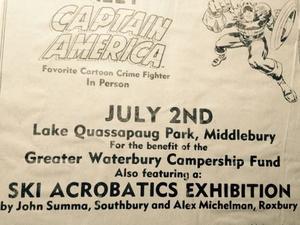 CAPTAIN
AMERICA
Favorite Cartoon Crime Fighter
In Person
JULY 2ND
Lake Quassapaug Park, Middlebury
For the benefit of the
Greater Waterbury Campership Fund
Also featuring a:
SKI ACROBATICS EXHIBITION
by John Summa, Southbury and Alex Michelman, Roxbury